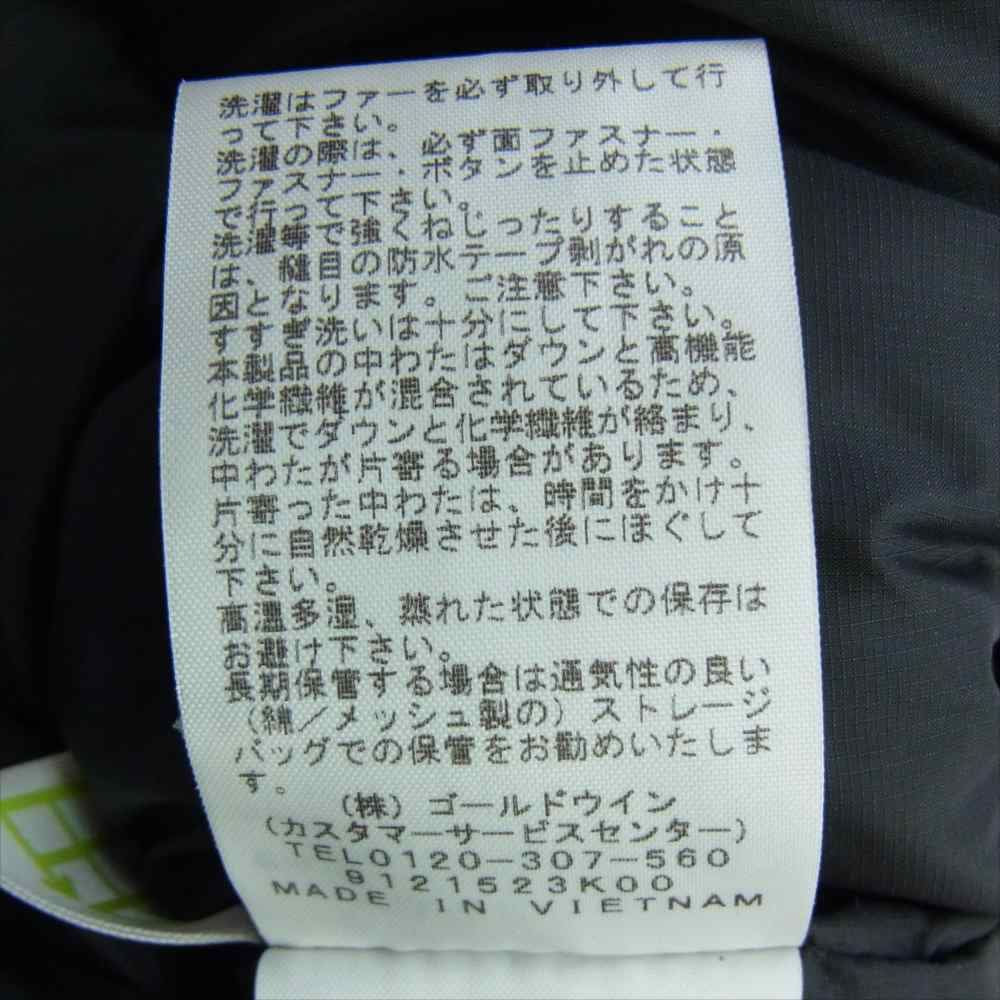 洗濯はファーを必ず取り外して行
って下さい。
洗濯の際は、必ず面ファスナー・
ファスナー・ボタンを止めた状態
で行って下さい。
洗濯等で強くねじったりすること
は、縫目の防水テープ剥がれの原
因となります。ご注意下さい。
すすぎ洗いは十分にして下さい。
本製品の中わたはダウンと高機能
化学繊維が混合されているため、
洗濯でダウンと化学繊維が絡まり、
中わたが片寄る場合があります。
片寄った中わたは、時間をかけ十
分に自然乾燥させた後にほぐして
下さい。
高温多湿、蒸れた状態での保存は
お避け下さい。
長期保管する場合は通気性の良い
(綿/メッシュ製の)ストレージ
バッグでの保管をお勧めいたしま
す。
(株)ゴールドウイン
(カスタマーサービスセンター)
TEL0120-307-560
9121523K00
MADE IN VIETNAM